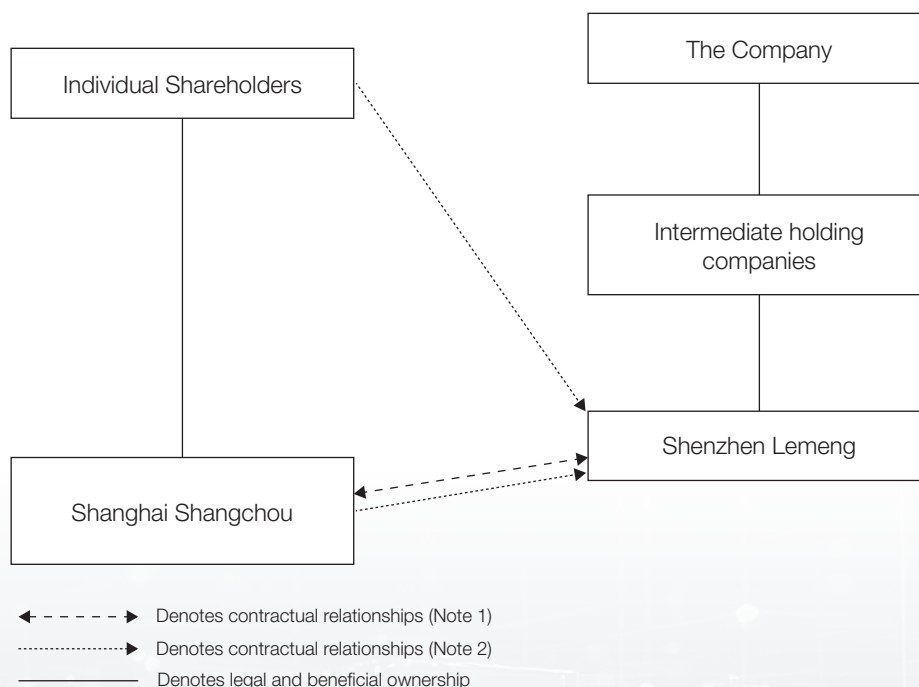 Individual Shareholders
The Company
Intermediate holding
companies
Shenzhen Lemeng
Shanghai Shangchou
Denotes contractual relationships (Note 1)
Denotes contractual relationships (Note 2)
Denotes legal and beneficial ownership